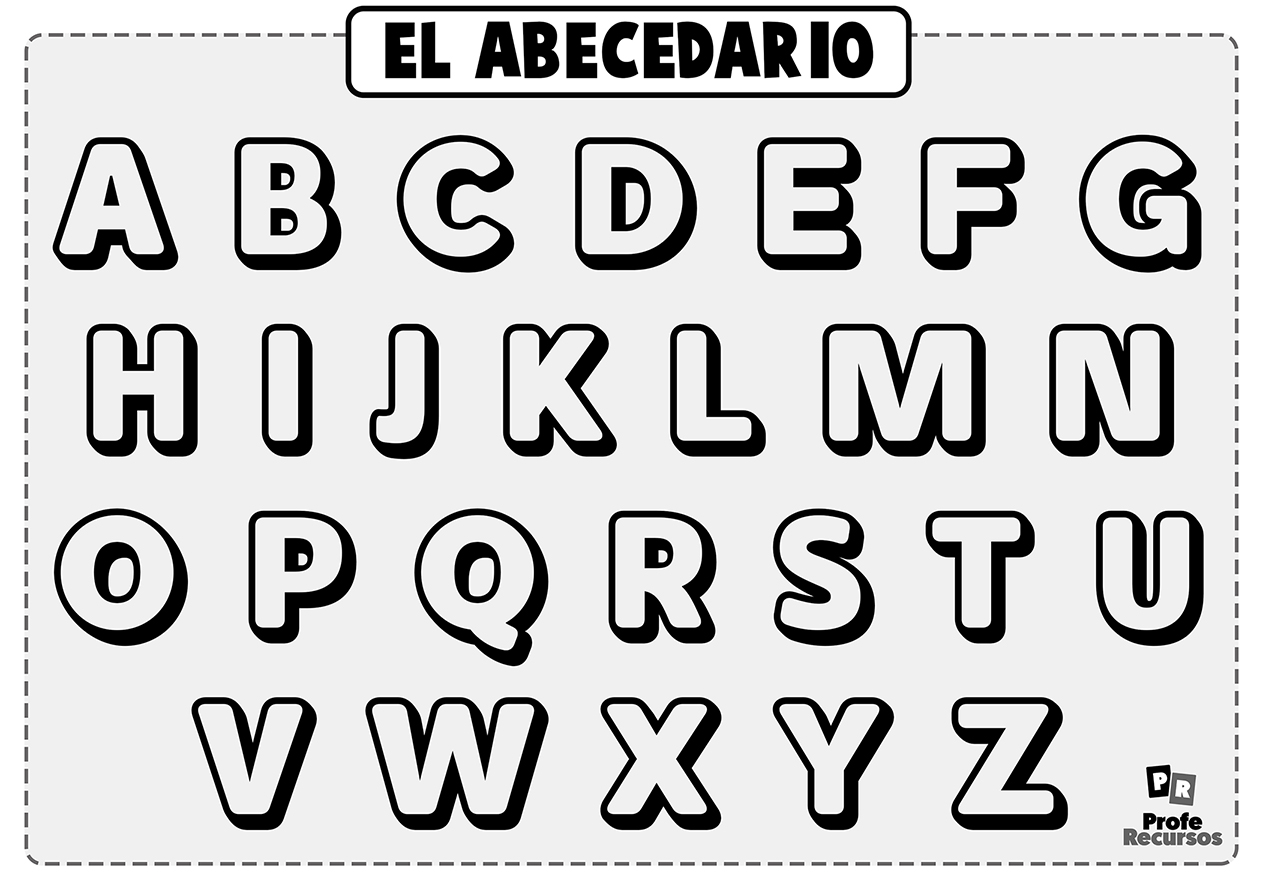 EL ABECEDARIO
A B C D E F G
H I J K L M N
O P Q R S T U
V W X Y Z
PR
Profe
Recursos